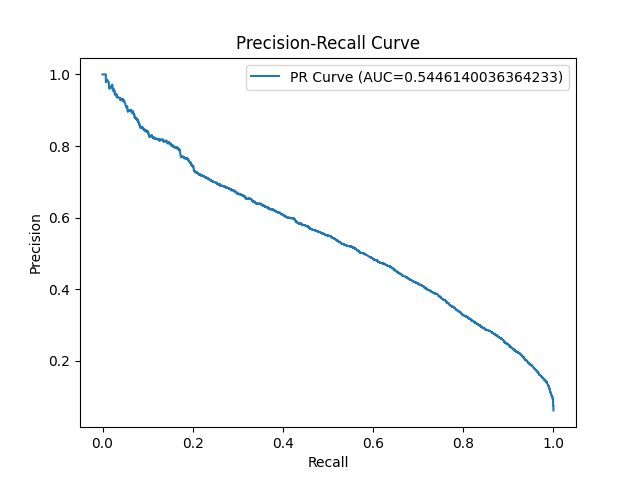 Precision-Recall Curve
PR Curve (AUC=0.5446140036364233)
1.0
0.8
0.6
0.4
0.2
Precision
0.0 0.2 0.4 0.6 0.8 1.0
Recall